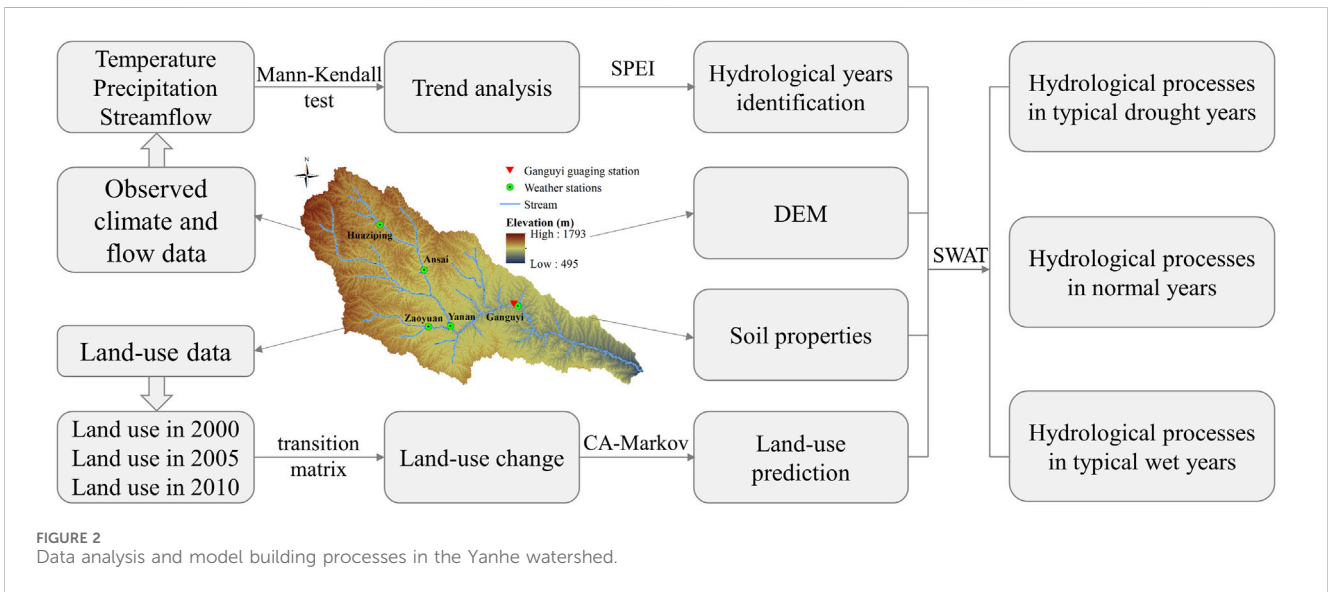 Temperature
Precipitation
Streamflow
Mann-Kendall
test
Trend analysis
SPEI
Hydrological years
identification
Hydrological processes
in typical drought years
Observed
climate and
flow data
N
Ganguyi guaging station
Weather stations
Stream
Elevation (m)
High : 1793
Low : 495
Huaziping
Ansai
Zaoyuan
Yanan
Ganguyi
DEM
SWAT
Hydrological processes
in normal years
Soil properties
Land-use data
Land use in 2000
Land use in 2005
Land use in 2010
transition
matrix
Land-use change
CA-Markov
Land-use
prediction
Hydrological processes
in typical wet years
FIGURE 2
Data analysis and model building processes in the Yanhe watershed.